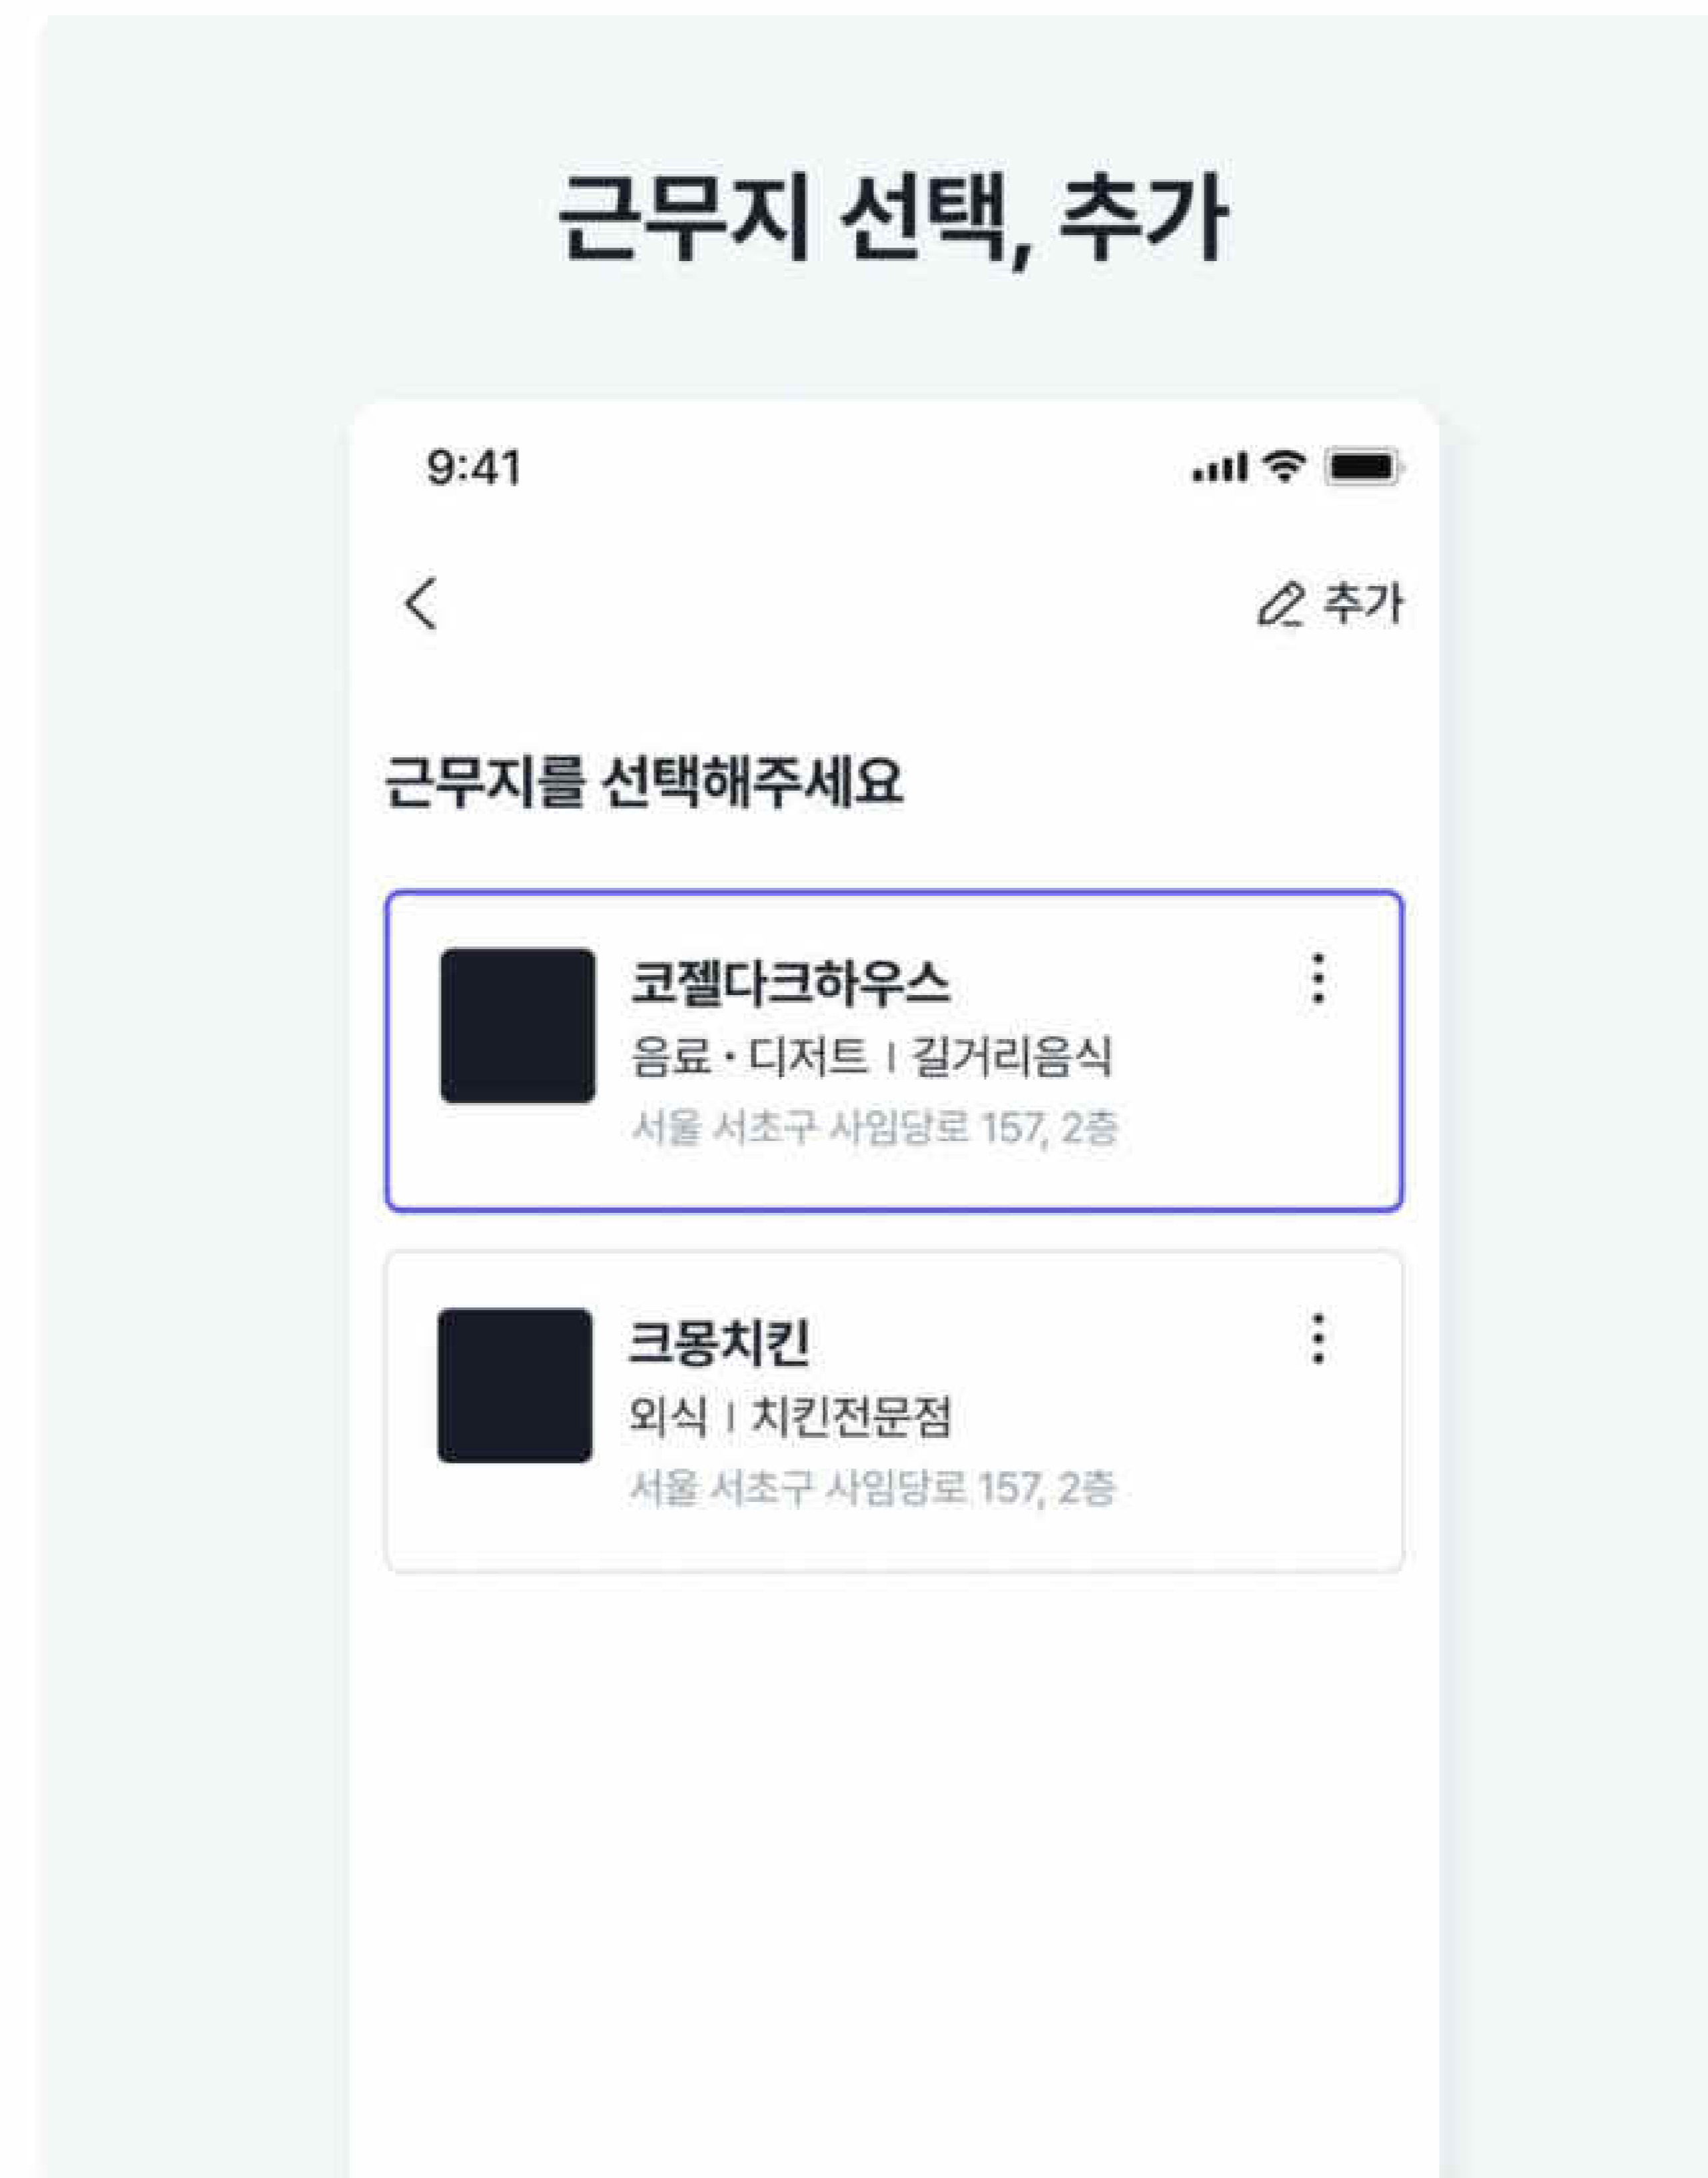 근무지 선택, 추가
9:41
추가
근무지를 선택해주세요
코젤다크하우스
음료 · 디저트 | 길거리음식
서울 서초구 사임당로 157, 2층
크몽치킨
외식 | 치킨전문점
서울 서초구 사임당로 157, 2층